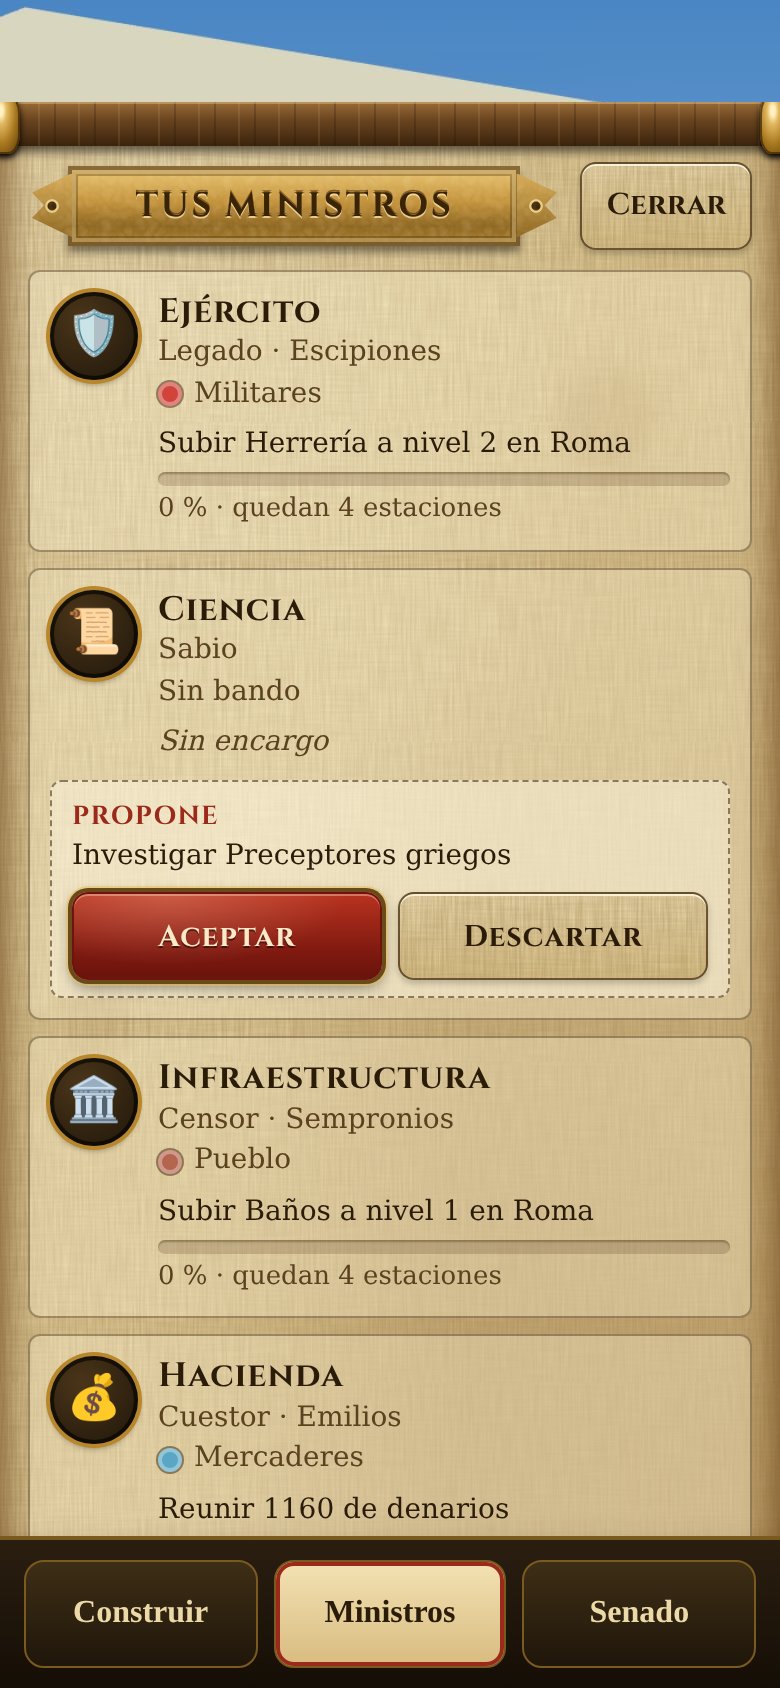 TUS MINISTROS
CERRAR
EJÉRCITO
Legado · Escipiones
Militares
Subir Herrería a nivel 2 en Roma
0 % · quedan 4 estaciones
CIENCIA
Sabio
Sin bando
Sin encargo
PROPONE
Investigar Preceptores griegos
ACEPTAR
DESCARTAR
INFRAESTRUCTURA
Censor · Sempronios
Pueblo
Subir Baños a nivel 1 en Roma
0 % · quedan 4 estaciones
HACIENDA
Cuestor · Emilios
Mercaderes
Reunir 1160 de denarios
Construir
Ministros
Senado